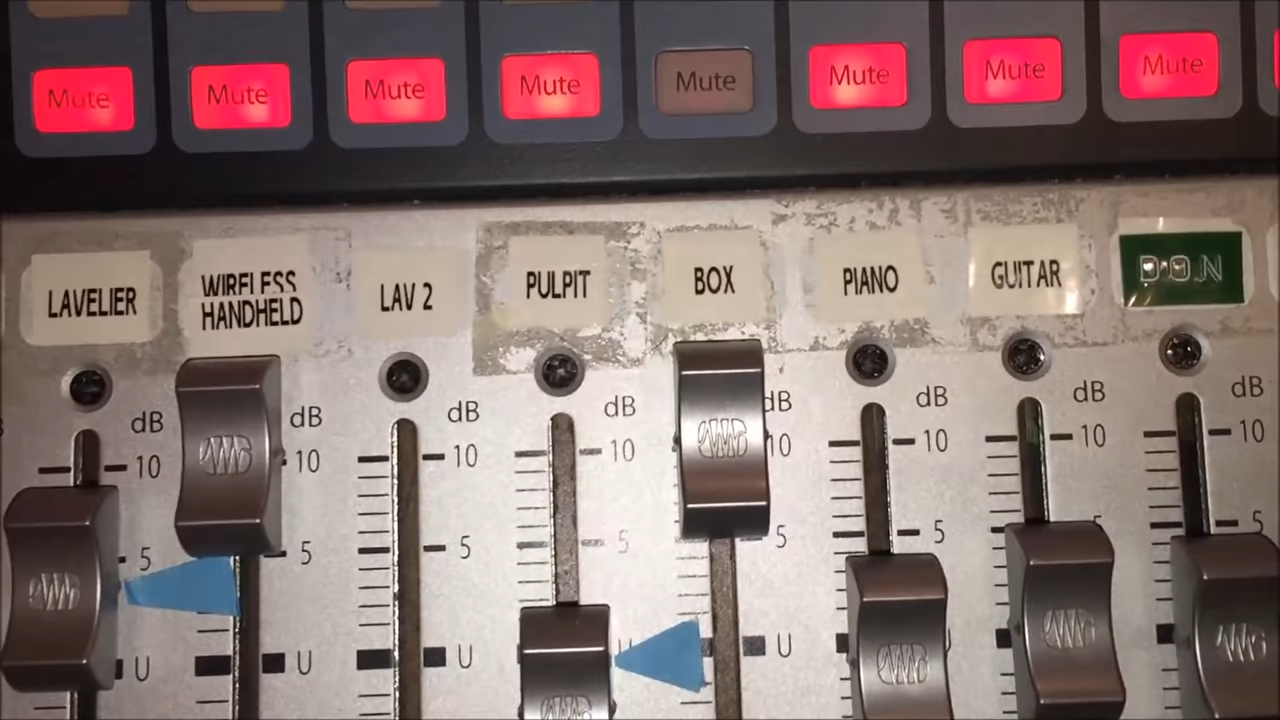 Mute Mute Mute Mute Mute Mute Mute Mute
LAVELIER
WIRELESS
HANDHELD
LAV 2
PULPIT
BOX
PIANO
GUITAR
D.O.N
dB dB dB dB dB dB dB dB
10 10 10 10 10 10 10 10
5 5 5 5 5 5 5 5
U U U U